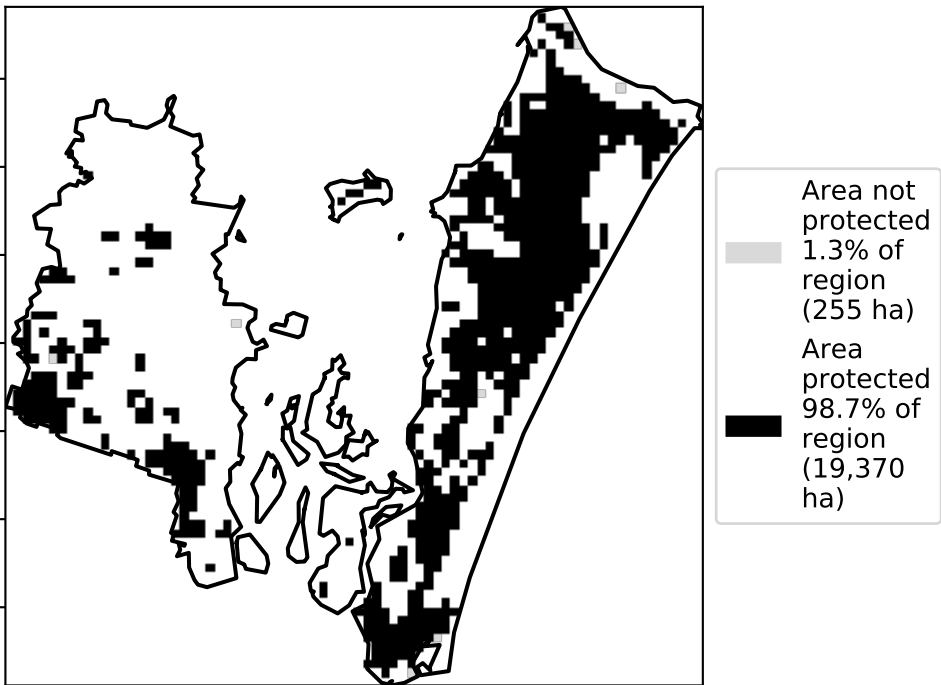 Area not
protected
1.3% of
region
(255 ha)
Area
protected
98.7% of
region
(19,370
ha)